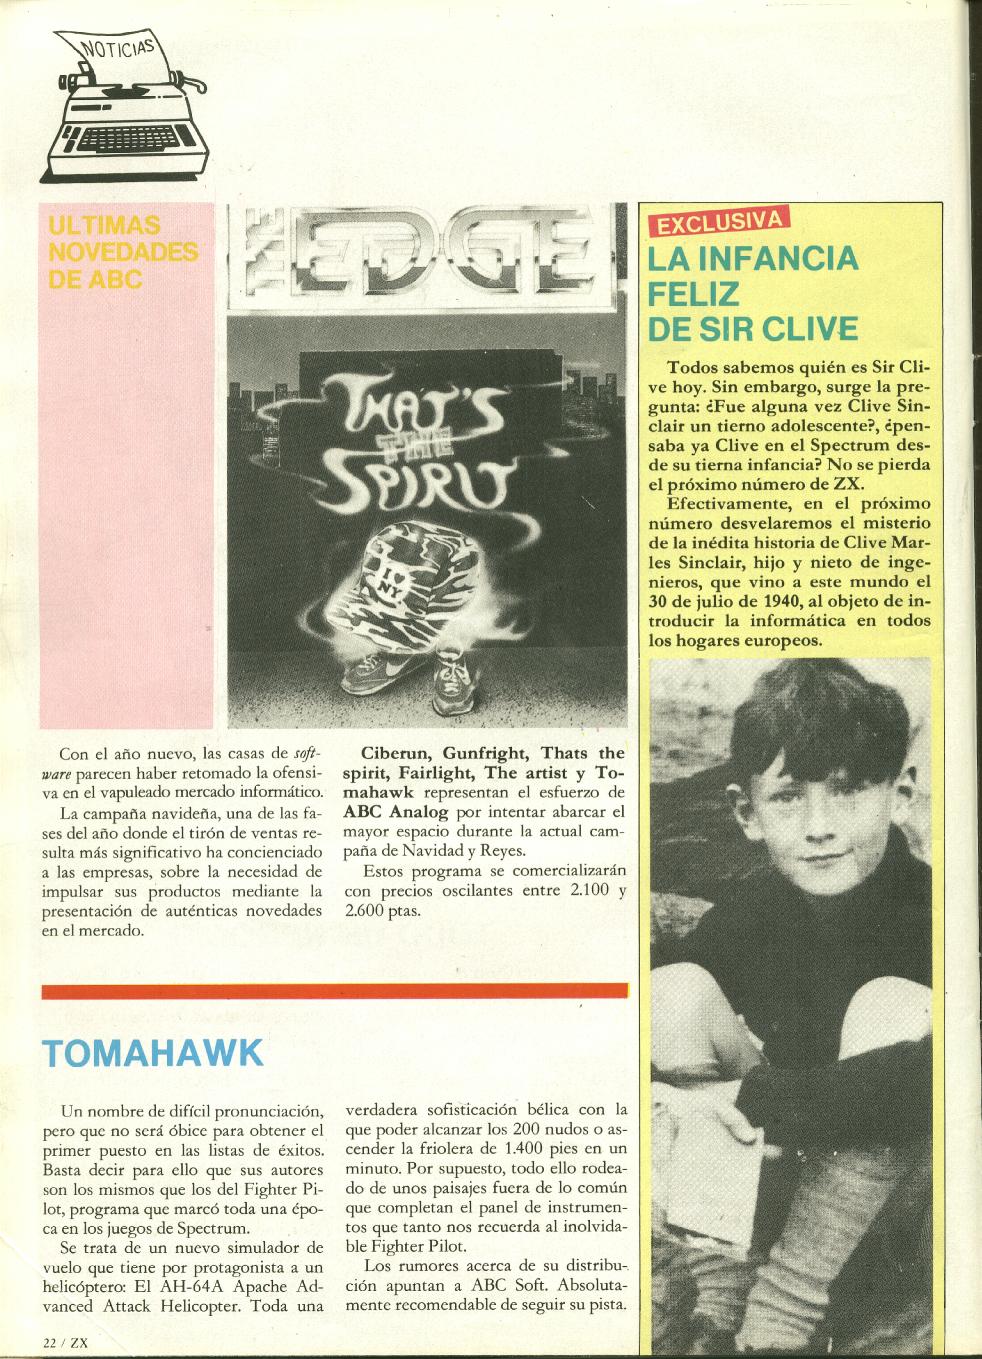 NOTICIAS
ULTIMAS
NOVEDADES
DE ABC
THE EDGE
THAT'S
THE
SPIRIT
I ♥
NY
Con el año nuevo, las casas de soft-
ware parecen haber retomado la ofensi-
va en el vapuleado mercado informático.
La campaña navideña, una de las fa-
ses del año donde el tirón de ventas re-
sulta más significativo ha concienciado
a las empresas, sobre la necesidad de
impulsar sus productos mediante la
presentación de auténticas novedades
en el mercado.
Ciberun, Gunfright, Thats the
spirit, Fairlight, The artist y To-
mahawk representan el esfuerzo de
ABC Analog por intentar abarcar el
mayor espacio durante la actual cam-
paña de Navidad y Reyes.
Estos programa se comercializarán
con precios oscilantes entre 2.100 y
2.600 ptas.
TOMAHAWK
Un nombre de difícil pronunciación,
pero que no será óbice para obtener el
primer puesto en las listas de éxitos.
Basta decir para ello que sus autores
son los mismos que los del Fighter Pi-
lot, programa que marcó toda una épo-
ca en los juegos de Spectrum.
Se trata de un nuevo simulador de
vuelo que tiene por protagonista a un
helicóptero: El AH-64A Apache Ad-
vanced Attack Helicopter. Toda una
verdadera sofisticación bélica con la
que poder alcanzar los 200 nudos o as-
cender la friolera de 1.400 pies en un
minuto. Por supuesto, todo ello rodea-
do de unos paisajes fuera de lo común
que completan el panel de instrumen-
tos que tanto nos recuerda al inolvida-
ble Fighter Pilot.
Los rumores acerca de su distribu-
ción apuntan a ABC Soft. Absoluta-
mente recomendable de seguir su pista.
EXCLUSIVA
LA INFANCIA
FELIZ
DE SIR CLIVE
Todos sabemos quién es Sir Cli-
ve hoy. Sin embargo, surge la pre-
gunta: ¿Fue alguna vez Clive Sin-
clair un tierno adolescente?, ¿pen-
saba ya Clive en el Spectrum des-
de su tierna infancia? No se pierda
el próximo número de ZX.
Efectivamente, en el próximo
número desvelaremos el misterio
de la inédita historia de Clive Mar-
les Sinclair, hijo y nieto de inge-
nieros, que vino a este mundo el
30 de julio de 1940, al objeto de in-
troducir la informática en todos
los hogares europeos.
22 / ZX